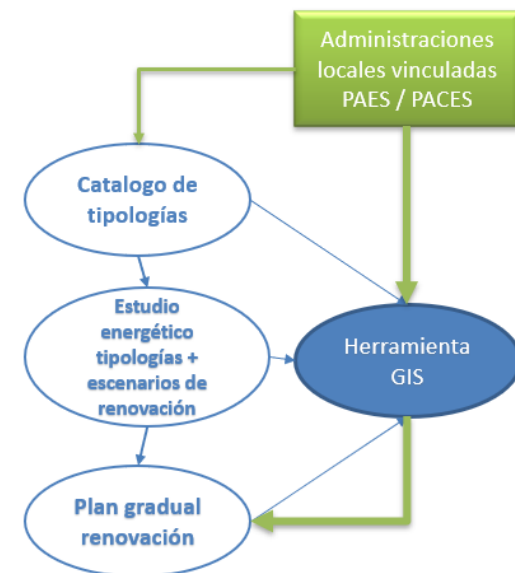 Administraciones
locales vinculadas
PAES / PACES
Catalogo de
tipologías
Estudio
energético
tipologías +
escenarios de
renovación
Herramienta
GIS
Plan gradual
renovación